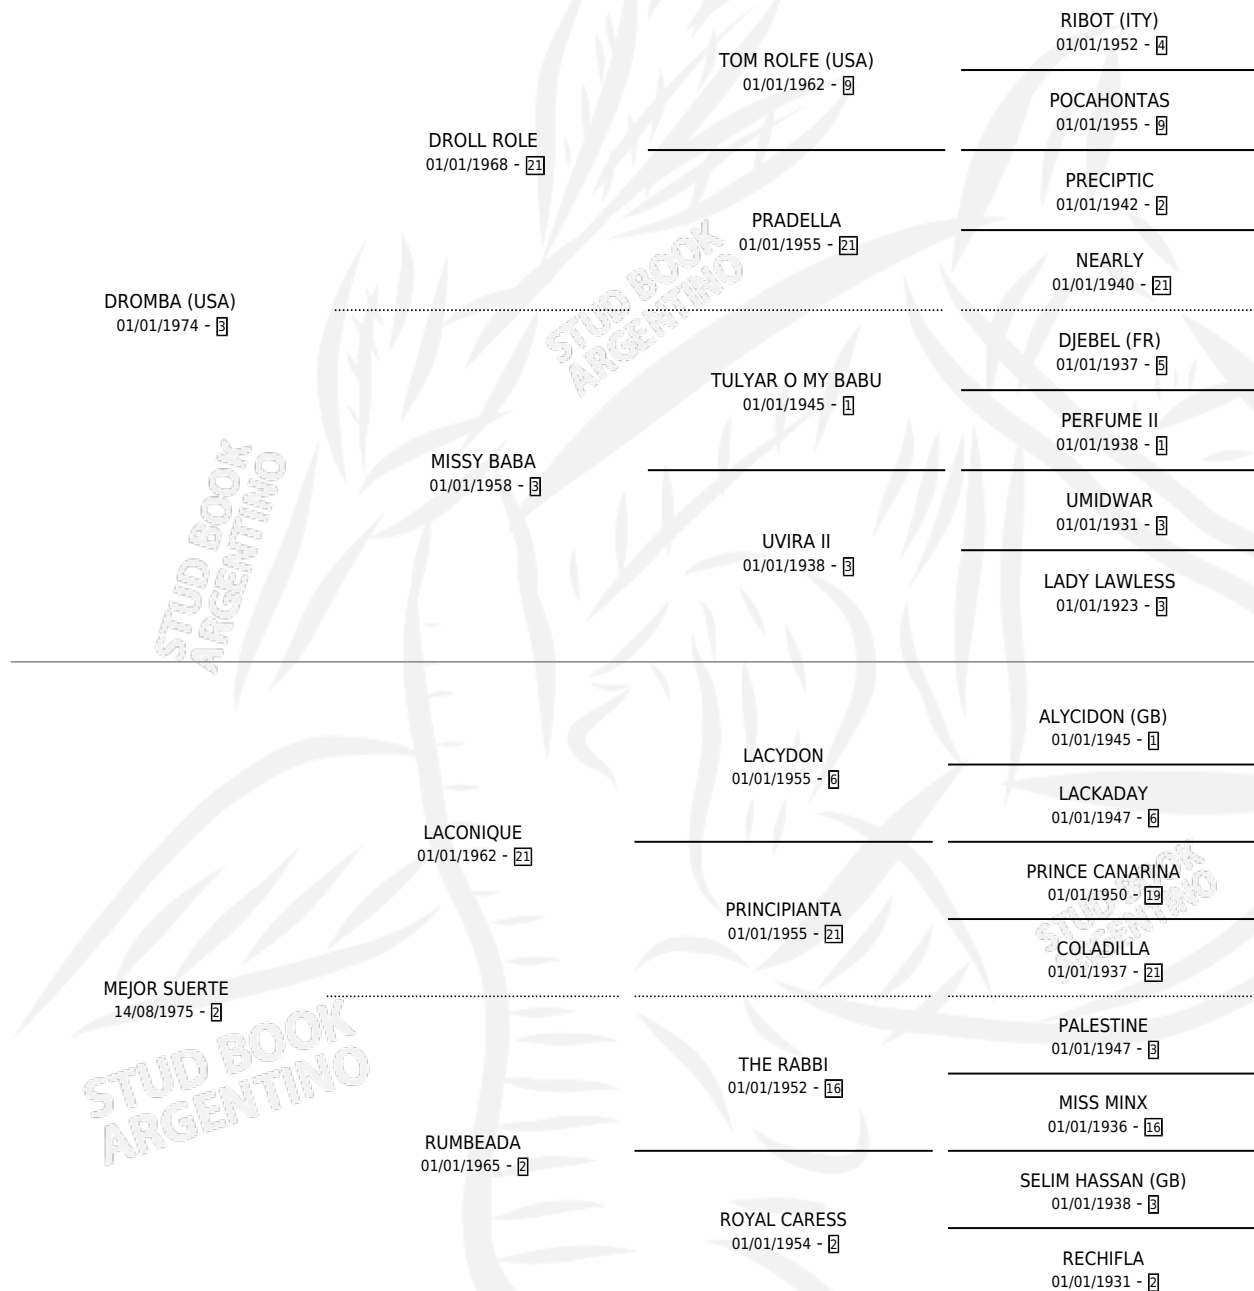 RIBOT (ITY)
01/01/1952 - 4
TOM ROLFE (USA)
01/01/1962 - 9
POCAHONTAS
01/01/1955 - 9
DROLL ROLE
01/01/1968 - 21
PRECIPTIC
01/01/1942 - 2
PRADELLA
01/01/1955 - 21
NEARLY
01/01/1940 - 21
DROMBA (USA)
01/01/1974 - 3
DJEBEL (FR)
01/01/1937 - 5
TULYAR O MY BABU
01/01/1945 - 1
PERFUME II
01/01/1938 - 1
MISSY BABA
01/01/1958 - 3
UMIDWAR
01/01/1931 - 3
UVIRA II
01/01/1938 - 3
LADY LAWLESS
01/01/1923 - 3
STUD BOOK
ARGENTINO
STUD BOOK
ARGENTINO
ALYCIDON (GB)
01/01/1945 - 1
LACYDON
01/01/1955 - 6
LACKADAY
01/01/1947 - 6
LACONIQUE
01/01/1962 - 21
PRINCE CANARINA
01/01/1950 - 19
PRINCIPIANTA
01/01/1955 - 21
COLADILLA
01/01/1937 - 21
MEJOR SUERTE
14/08/1975 - 2
PALESTINE
01/01/1947 - 3
THE RABBI
01/01/1952 - 16
MISS MINX
01/01/1936 - 16
RUMBEADA
01/01/1965 - 2
SELIM HASSAN (GB)
01/01/1938 - 3
ROYAL CARESS
01/01/1954 - 2
RECHIFLA
01/01/1931 - 2
STUD BOOK
ARGENTINO
STUD BOOK
ARGENTINO